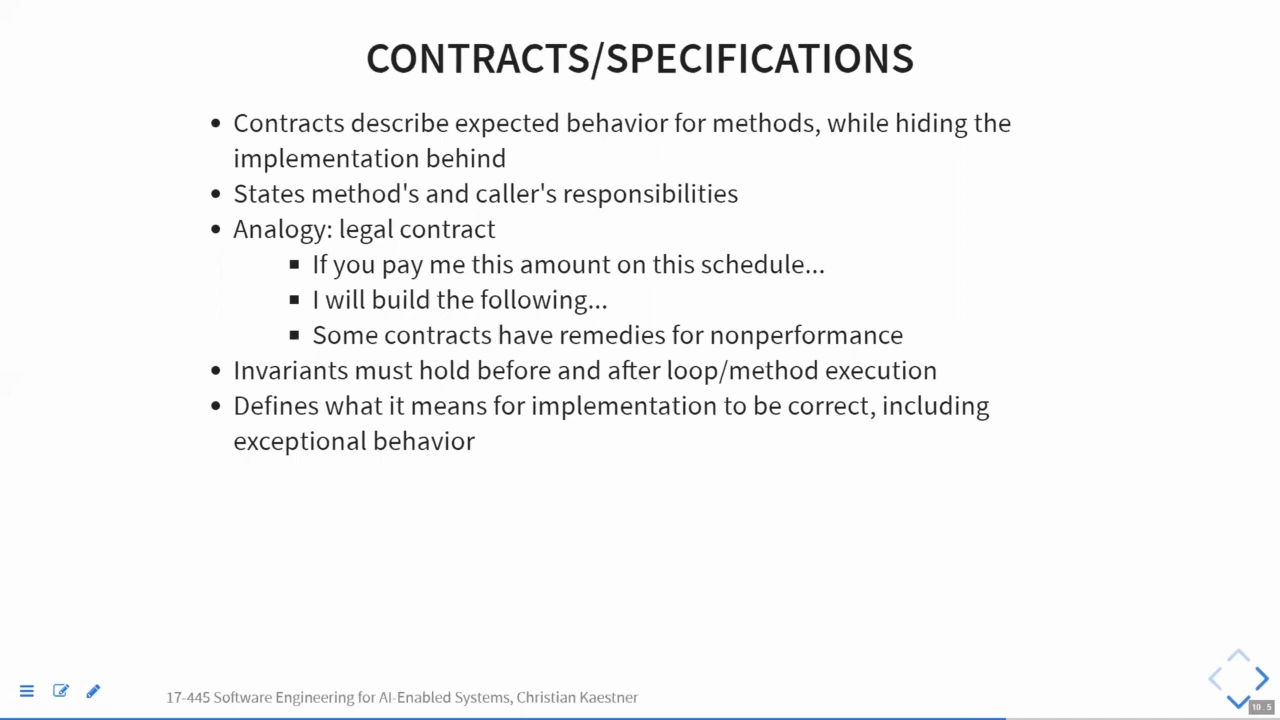 CONTRACTS/SPECIFICATIONS
• Contracts describe expected behavior for methods, while hiding the
implementation behind
• States method's and caller's responsibilities
• Analogy: legal contract
▪ If you pay me this amount on this schedule...
▪ I will build the following...
▪ Some contracts have remedies for nonperformance
• Invariants must hold before and after loop/method execution
• Defines what it means for implementation to be correct, including
exceptional behavior
17-445 Software Engineering for AI-Enabled Systems, Christian Kaestner
10.5